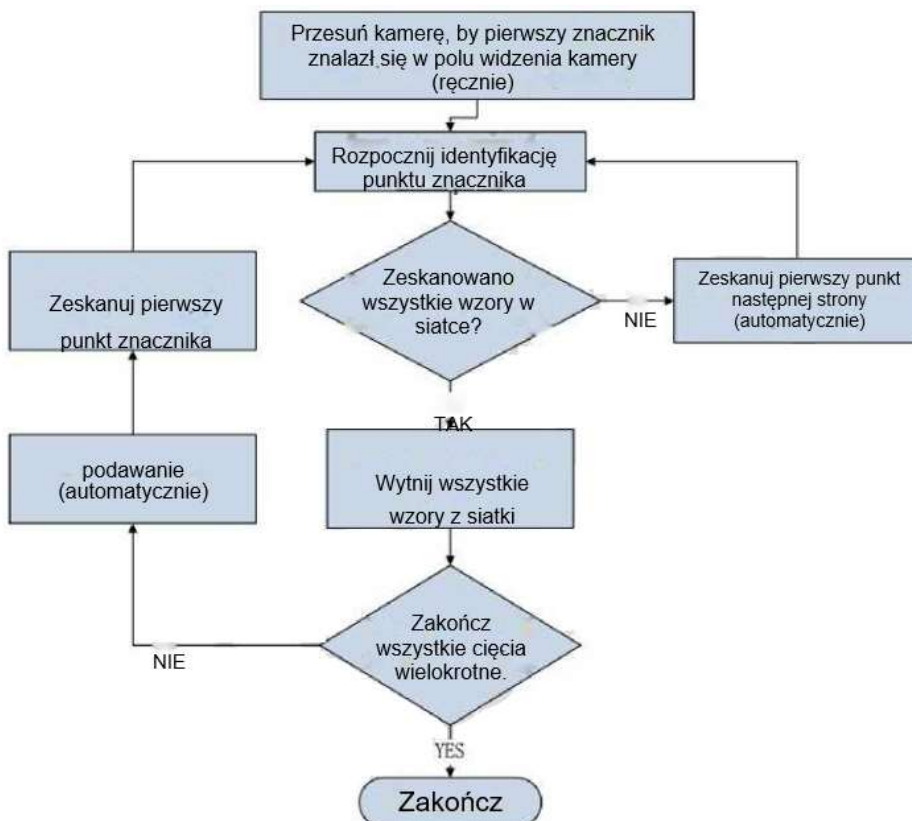 Przesuń kamerę, by pierwszy znacznik
znalazł się w polu widzenia kamery
(ręcznie)
Rozpocznij identyfikację
punktu znacznika
Zeskanuj pierwszy
punkt znacznika
Zeskanowano
wszystkie wzory w
siatce?
NIE
Zeskanuj pierwszy punkt
następnej strony
(automatycznie)
TAK
podawanie
(automatycznie)
Wytnij wszystkie
wzory z siatki
Zakończ
wszystkie cięcia
wielokrotne.
NIE
YES
Zakończ